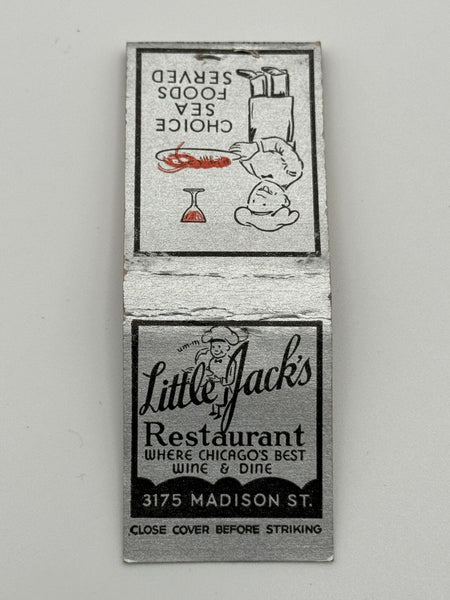 CHOICE
SEA
FOODS
SERVED
um-m
Little Jack's
Restaurant
WHERE CHICAGO'S BEST
WINE & DINE
3175 MADISON ST.
CLOSE COVER BEFORE STRIKING